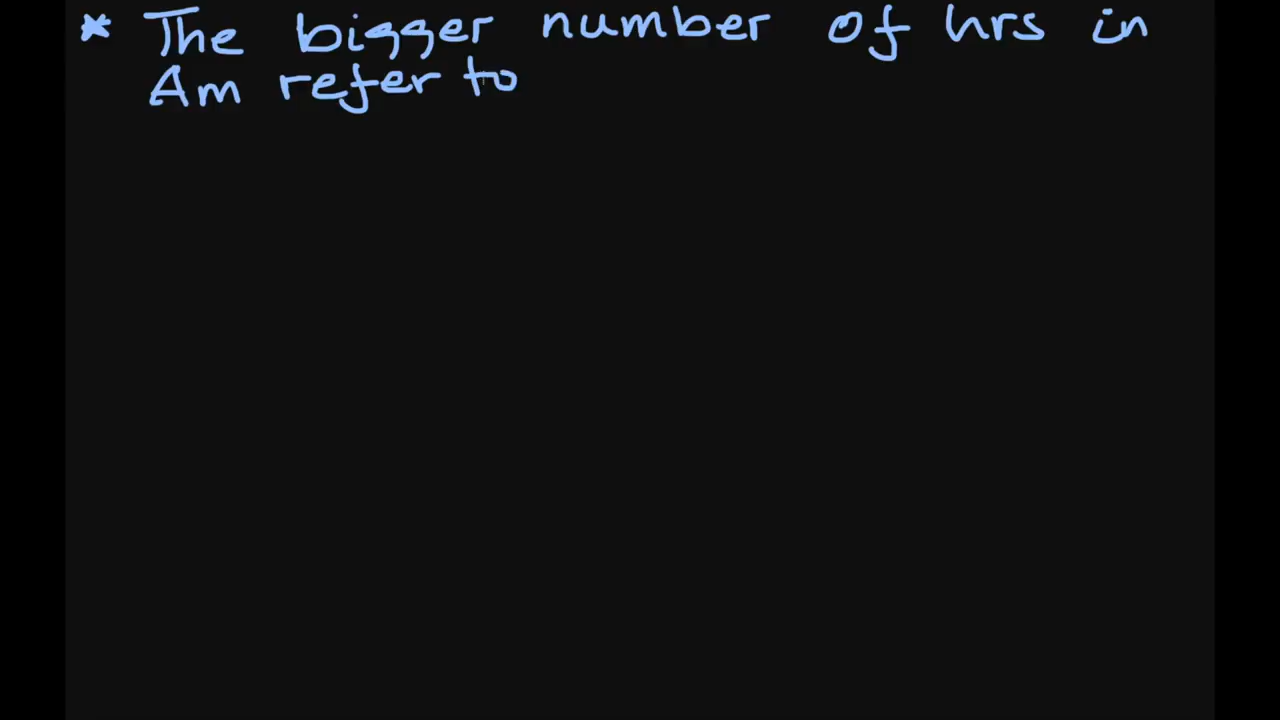 * The bigger number of hrs in
Am refer to